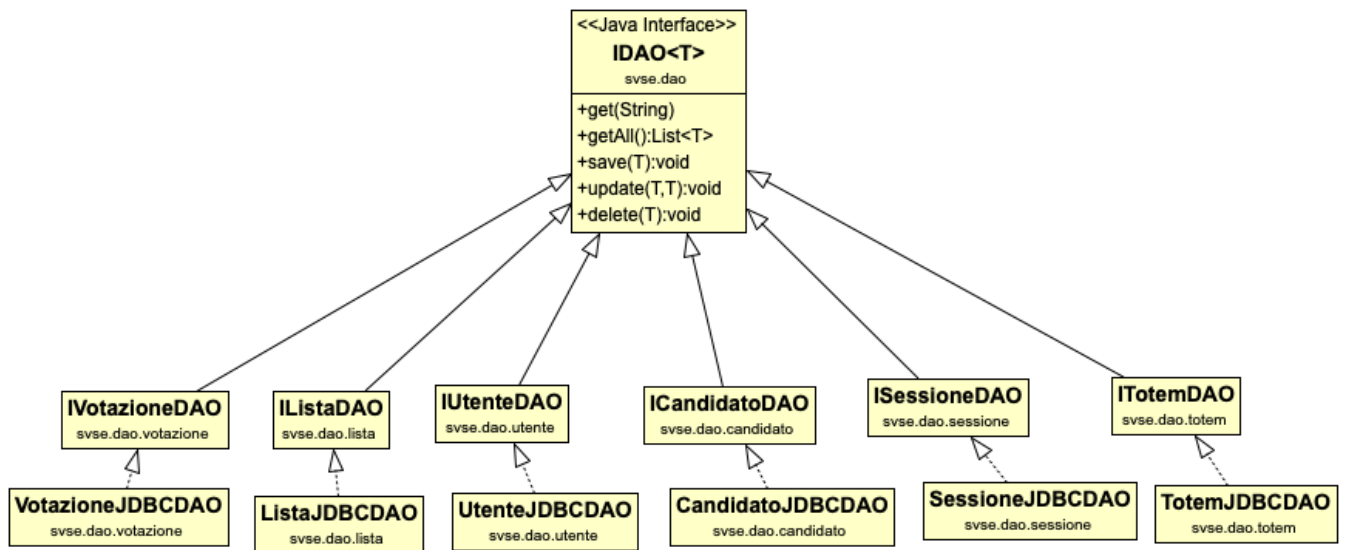 <<Java Interface>>
IDAO<T>
svse.dao
+get(String)
+getAll():List<T>
+save(T):void
+update(T,T):void
+delete(T):void
IVotazioneDAO
svse.dao.votazione
IListaDAO
svse.dao.lista
IUtenteDAO
svse.dao.utente
ICandidatoDAO
svse.dao.candidato
ISessioneDAO
svse.dao.sessione
ITotemDAO
svse.dao.totem
VotazioneJDBCDAO
svse.dao.votazione
ListaJDBCDAO
svse.dao.lista
UtenteJDBCDAO
svse.dao.utente
CandidatoJDBCDAO
svse.dao.candidato
SessioneJDBCDAO
svse.dao.sessione
TotemJDBCDAO
svse.dao.totem